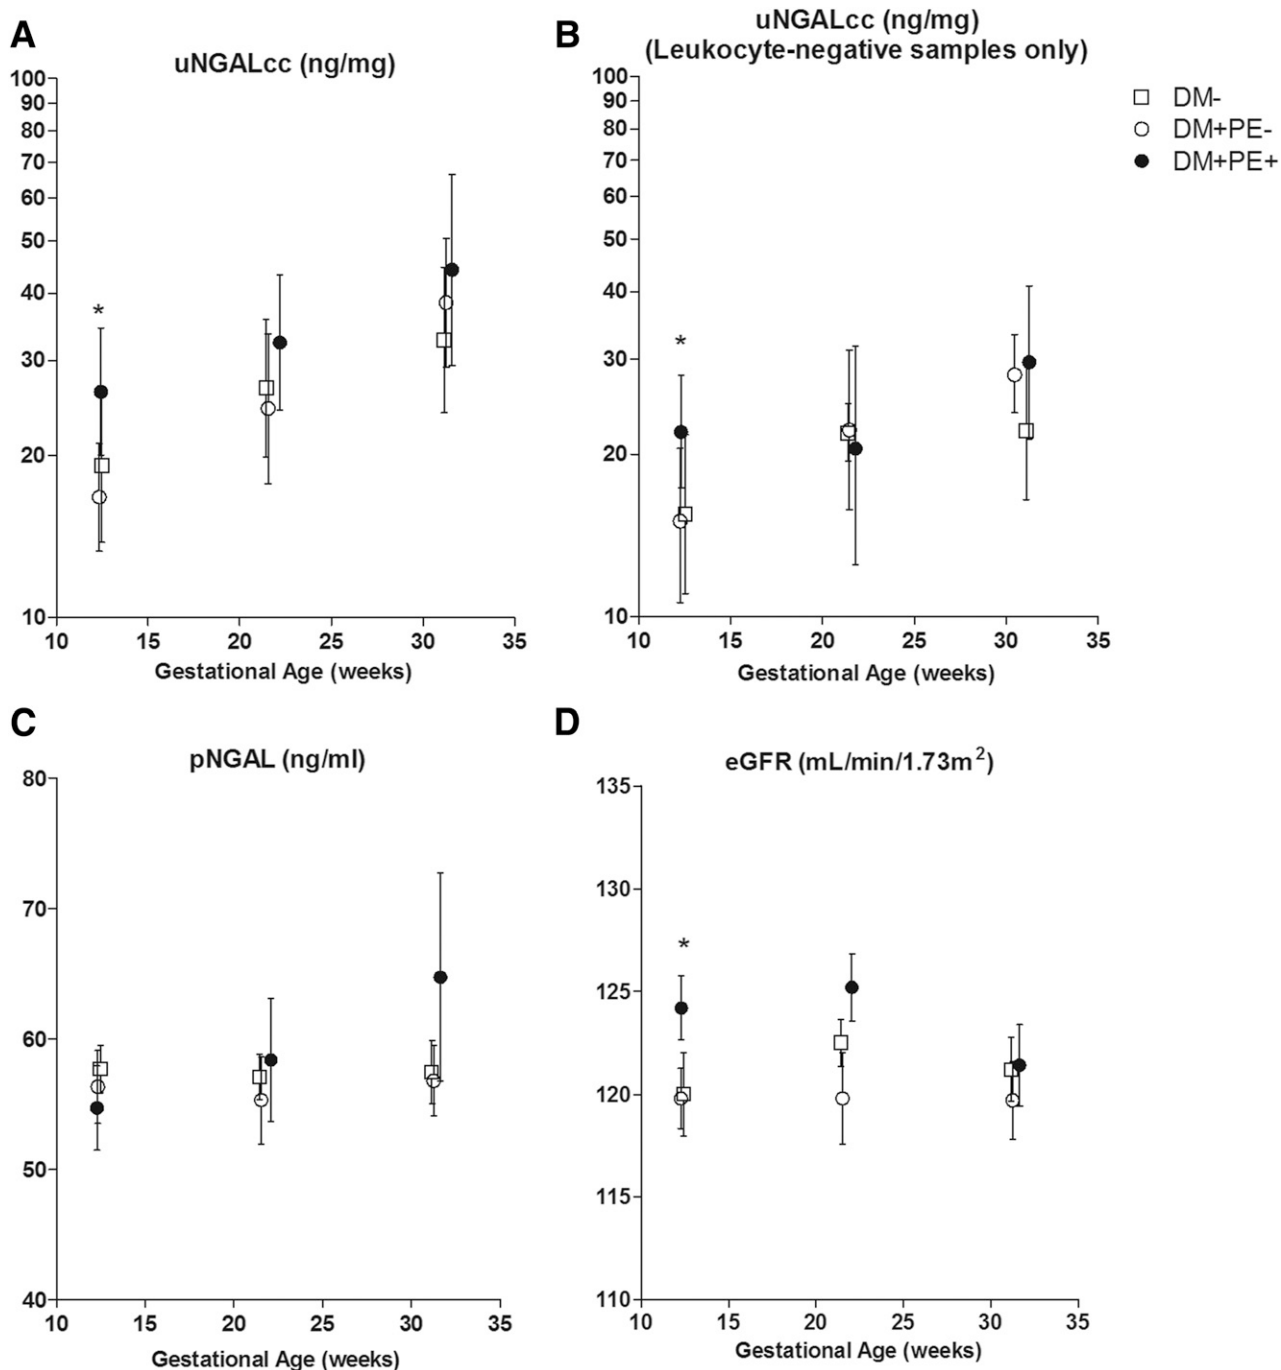 A
uNGALcc (ng/mg)
100
90
80
70
60
50
40
30
20
10
*
10 15 20 25 30 35
Gestational Age (weeks)
B
uNGALcc (ng/mg)
(Leukocyte-negative samples only)
100
90
80
70
60
50
40
30
20
10
*
10 15 20 25 30 35
Gestational Age (weeks)
DM-
DM+PE-
DM+PE+
C
pNGAL (ng/ml)
80
70
60
50
40
10 15 20 25 30 35
Gestational Age (weeks)
D
eGFR (mL/min/1.73m²)
135
130
125
120
115
110
*
10 15 20 25 30 35
Gestational Age (weeks)